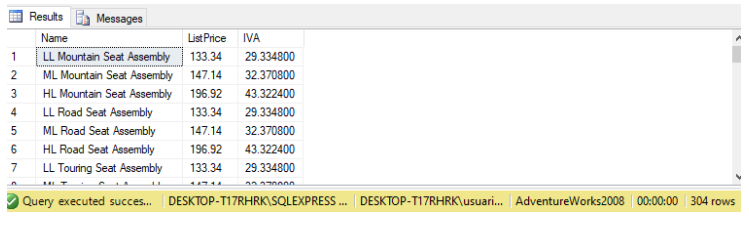 Results Messages
Name ListPrice IVA
1 LL Mountain Seat Assembly 133.34 29.334800
2 ML Mountain Seat Assembly 147.14 32.370800
3 HL Mountain Seat Assembly 196.92 43.322400
4 LL Road Seat Assembly 133.34 29.334800
5 ML Road Seat Assembly 147.14 32.370800
6 HL Road Seat Assembly 196.92 43.322400
7 LL Touring Seat Assembly 133.34 29.334800
Query executed succes... DESKTOP-T17RHRK\SQLEXPRESS ... DESKTOP-T17RHRK\usuari... AdventureWorks2008 00:00:00 304 rows